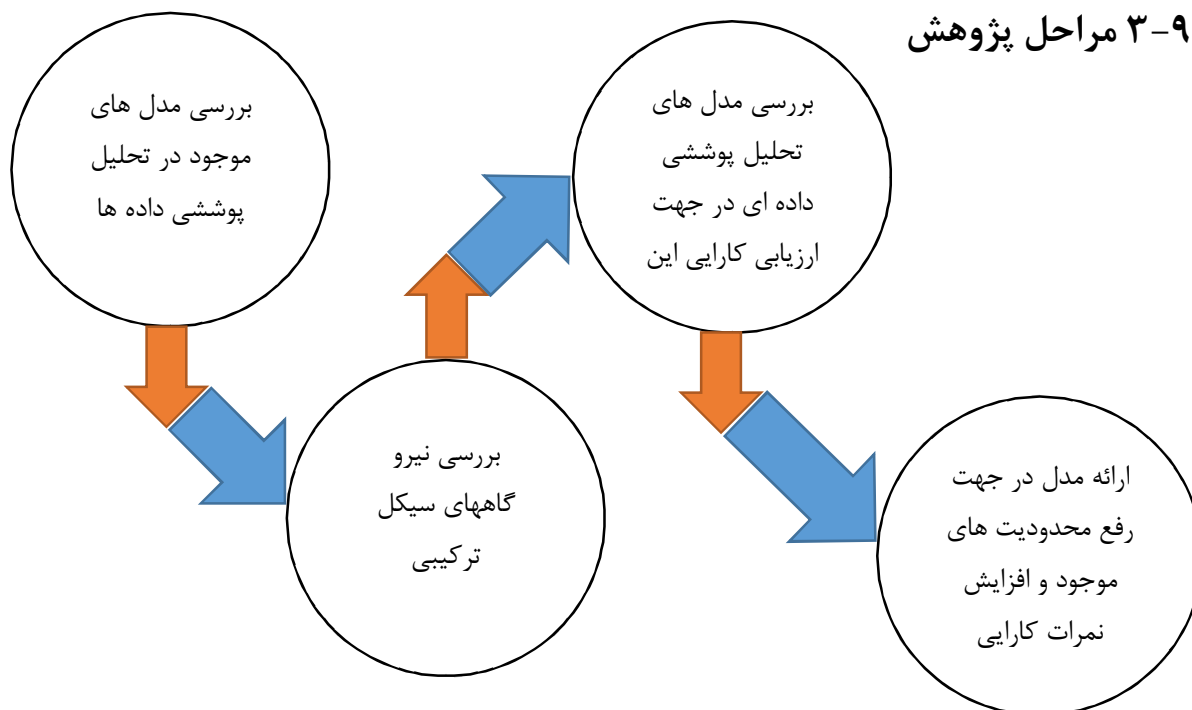 ۳-۹ مراحل پژوهش
بررسی مدل های
موجود در تحلیل
پوششی داده ها
بررسی نیرو
گاههای سیکل
ترکیبی
بررسی مدل های
تحلیل پوششی
داده ای در جهت
ارزیابی کارایی این
ارائه مدل در جهت
رفع محدودیت های
موجود و افزایش
نمرات کارایی